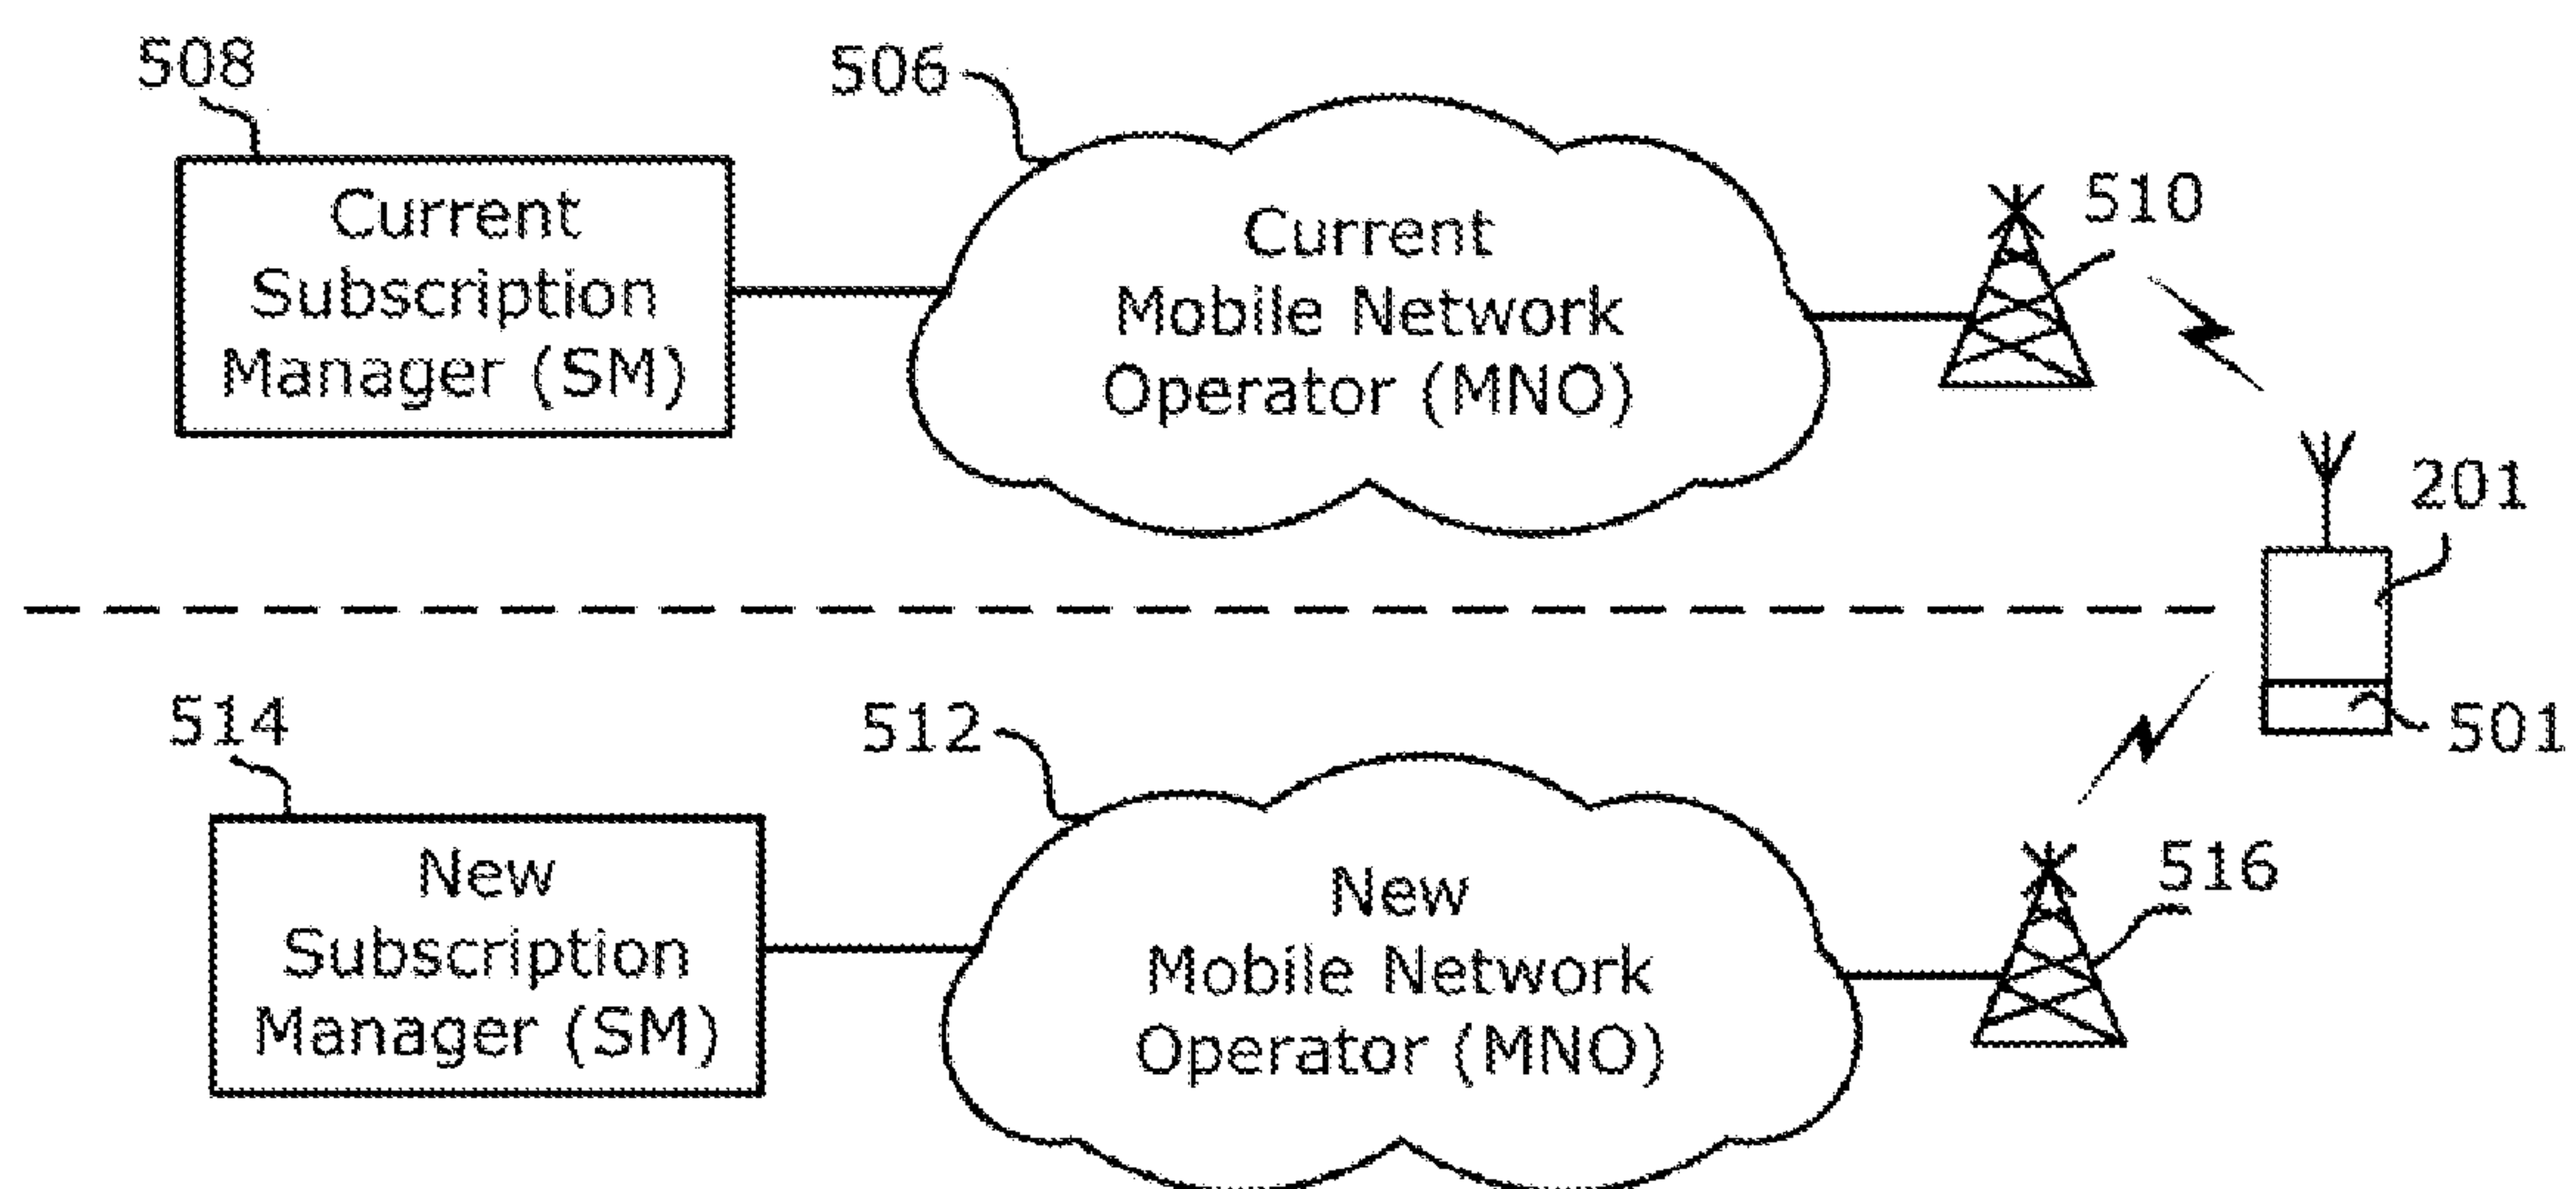 508
506
510
Current
Subscription
Manager (SM)
Current
Mobile Network
Operator (MNO)
201
501
514
512
516
New
Subscription
Manager (SM)
New
Mobile Network
Operator (MNO)